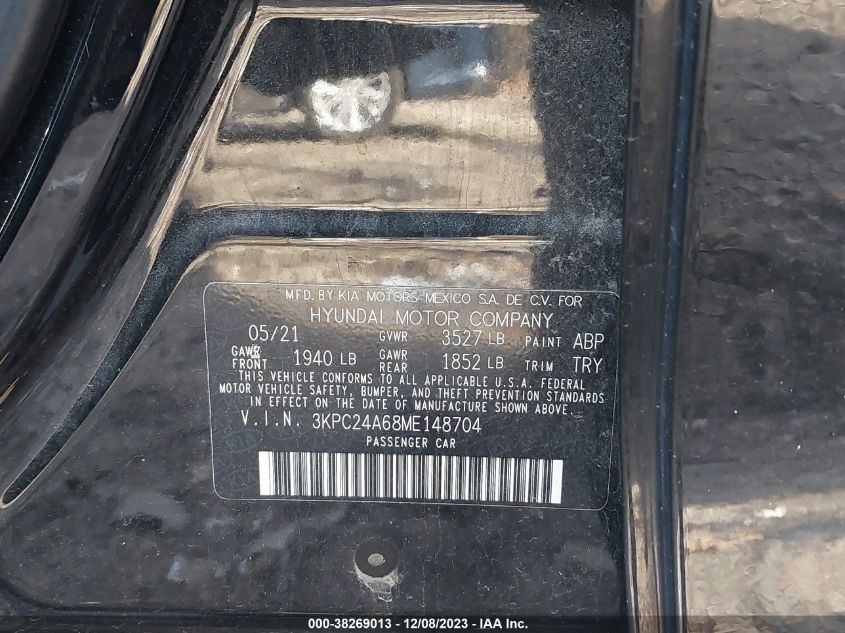 MFD. BY KIA MOTORS MEXICO S.A. DE C.V. FOR
HYUNDAI MOTOR COMPANY
05/21 GVWR 3527 LB PAINT ABP
GAWR FRONT 1940 LB GAWR REAR 1852 LB TRIM TRY
THIS VEHICLE CONFORMS TO ALL APPLICABLE U.S.A. FEDERAL
MOTOR VEHICLE SAFETY, BUMPER, AND THEFT PREVENTION STANDARDS
IN EFFECT ON THE DATE OF MANUFACTURE SHOWN ABOVE.
V.I.N. 3KPC24A68ME148704
PASSENGER CAR
000-38269013 - 12/08/2023 - IAA Inc.